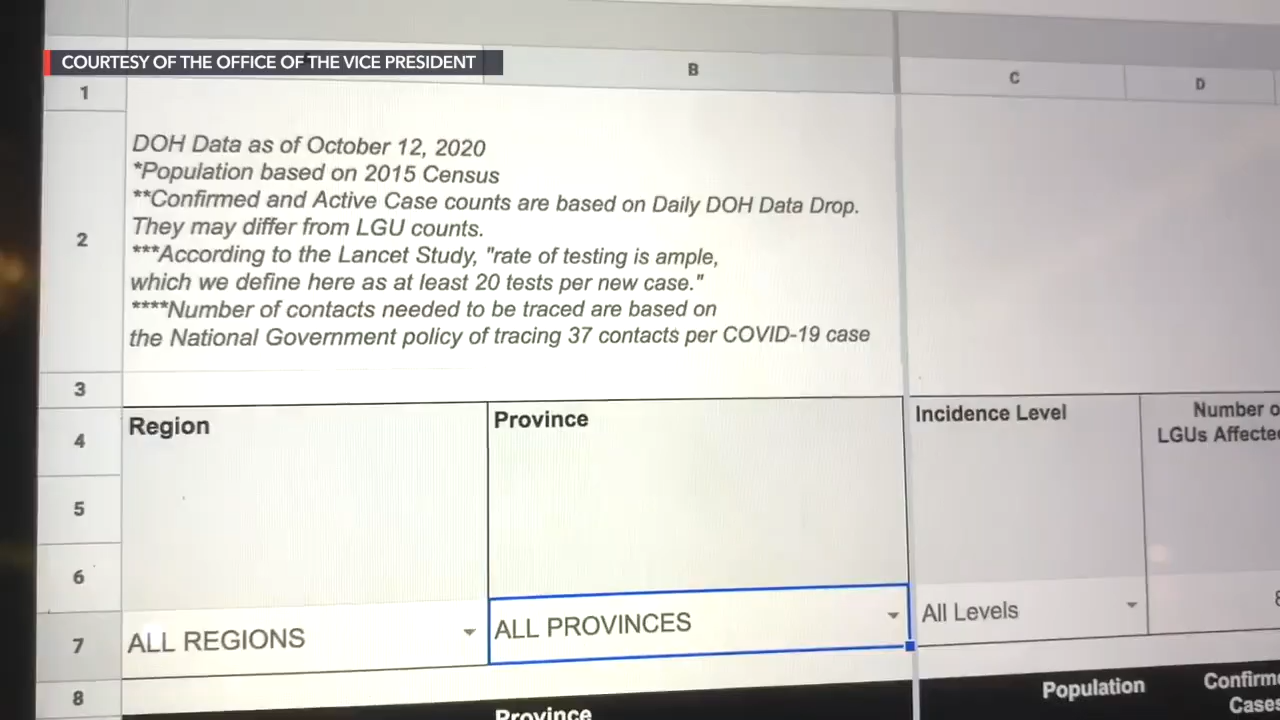 COURTESY OF THE OFFICE OF THE VICE PRESIDENT
B
C
D
1
DOH Data as of October 12, 2020
*Population based on 2015 Census
**Confirmed and Active Case counts are based on Daily DOH Data Drop.
They may differ from LGU counts.
2
***According to the Lancet Study, "rate of testing is ample,
which we define here as at least 20 tests per new case."
****Number of contacts needed to be traced are based on
the National Government policy of tracing 37 contacts per COVID-19 case
3
4
Region
Province
Incidence Level
Number o
LGUs Affecte
5
6
7
ALL REGIONS
ALL PROVINCES
All Levels
8
Province
Population
Confirme
Cases